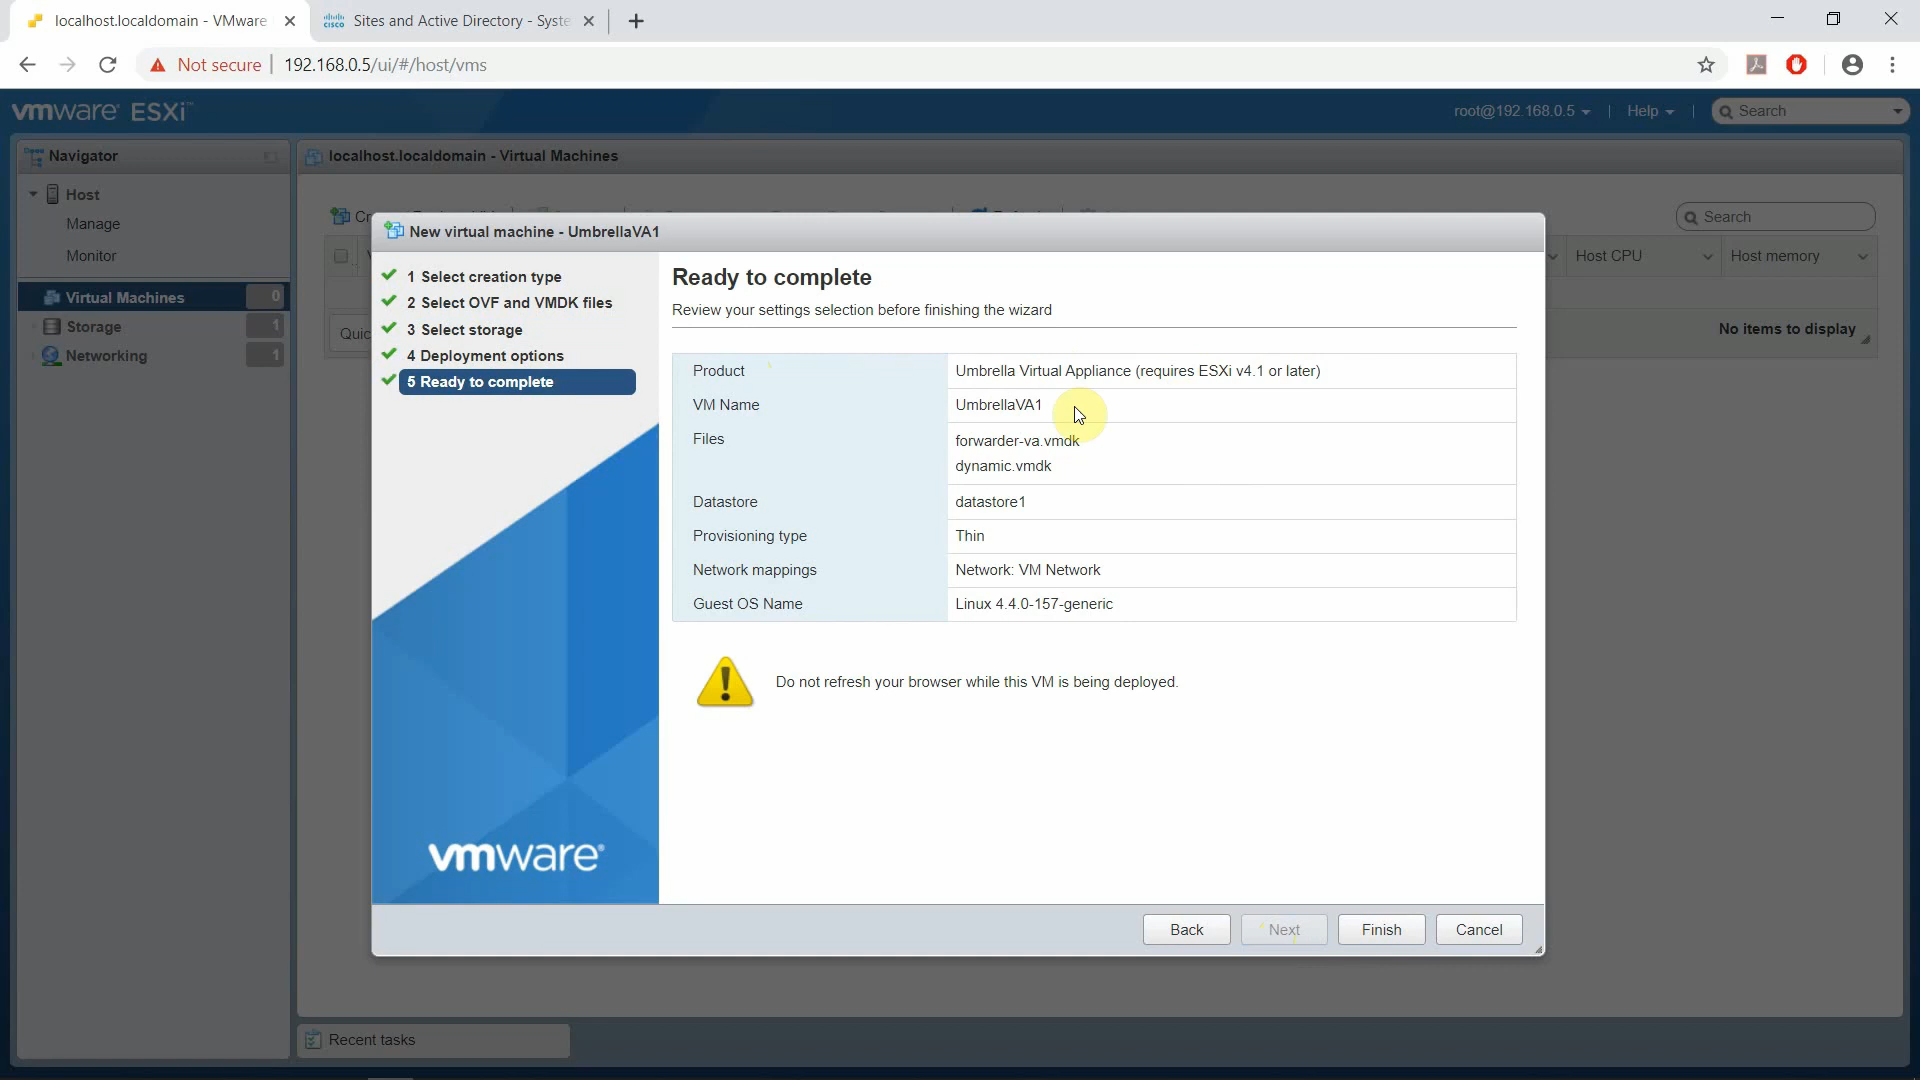 localhost.localdomain - VMware
Sites and Active Directory - Syste
Not secure
192.168.0.5/ui/#/host/vms
vmware ESXi
root@192.168.0.5
Help
Search
Navigator
localhost.localdomain - Virtual Machines
Host
Manage
Monitor
Virtual Machines 0
Storage 1
Networking 1
Search
Host CPU
Host memory
Quic
No items to display
New virtual machine - UmbrellaVA1
1 Select creation type
2 Select OVF and VMDK files
3 Select storage
4 Deployment options
5 Ready to complete
vmware
Ready to complete
Review your settings selection before finishing the wizard
Product Umbrella Virtual Appliance (requires ESXi v4.1 or later)
VM Name UmbrellaVA1
Files forwarder-va.vmdk
dynamic.vmdk
Datastore datastore1
Provisioning type Thin
Network mappings Network: VM Network
Guest OS Name Linux 4.4.0-157-generic
Do not refresh your browser while this VM is being deployed.
Back
Next
Finish
Cancel
Recent tasks